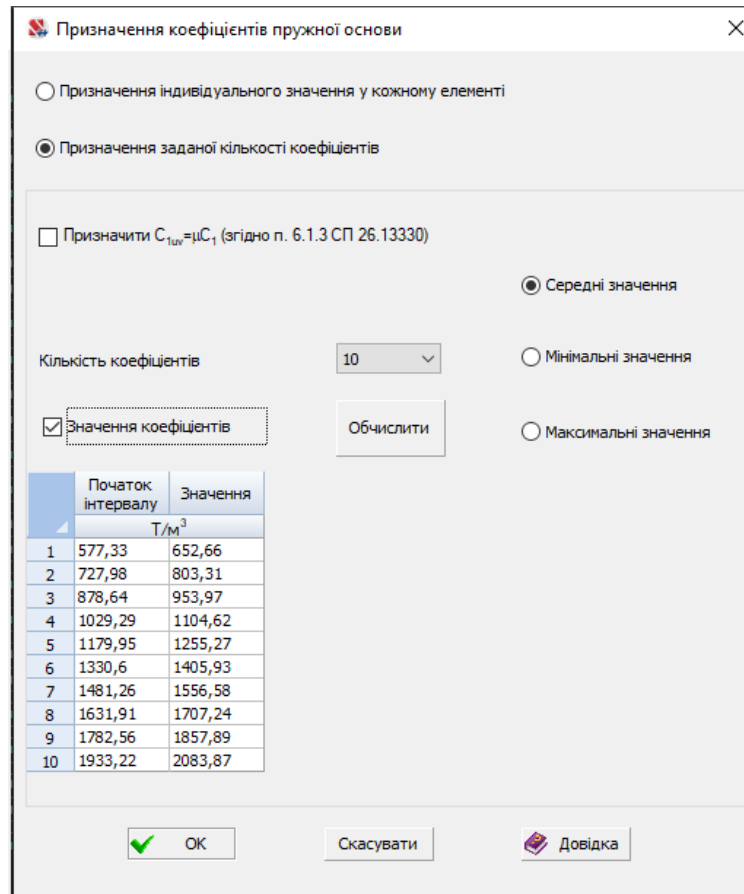 Призначення коефіцієнтів пружної основи
Призначення індивідуального значення у кожному елементі
Призначення заданої кількості коефіцієнтів
Призначити C1uv=μC1 (згідно п. 6.1.3 СП 26.13330)
Середні значення
Кількість коефіцієнтів 10 Мінімальні значення
Значення коефіцієнтів Обчислити Максимальні значення
Початок інтервалу Значення
Т/м³
1 577,33 652,66
2 727,98 803,31
3 878,64 953,97
4 1029,29 1104,62
5 1179,95 1255,27
6 1330,6 1405,93
7 1481,26 1556,58
8 1631,91 1707,24
9 1782,56 1857,89
10 1933,22 2083,87
ОК Скасувати Довідка